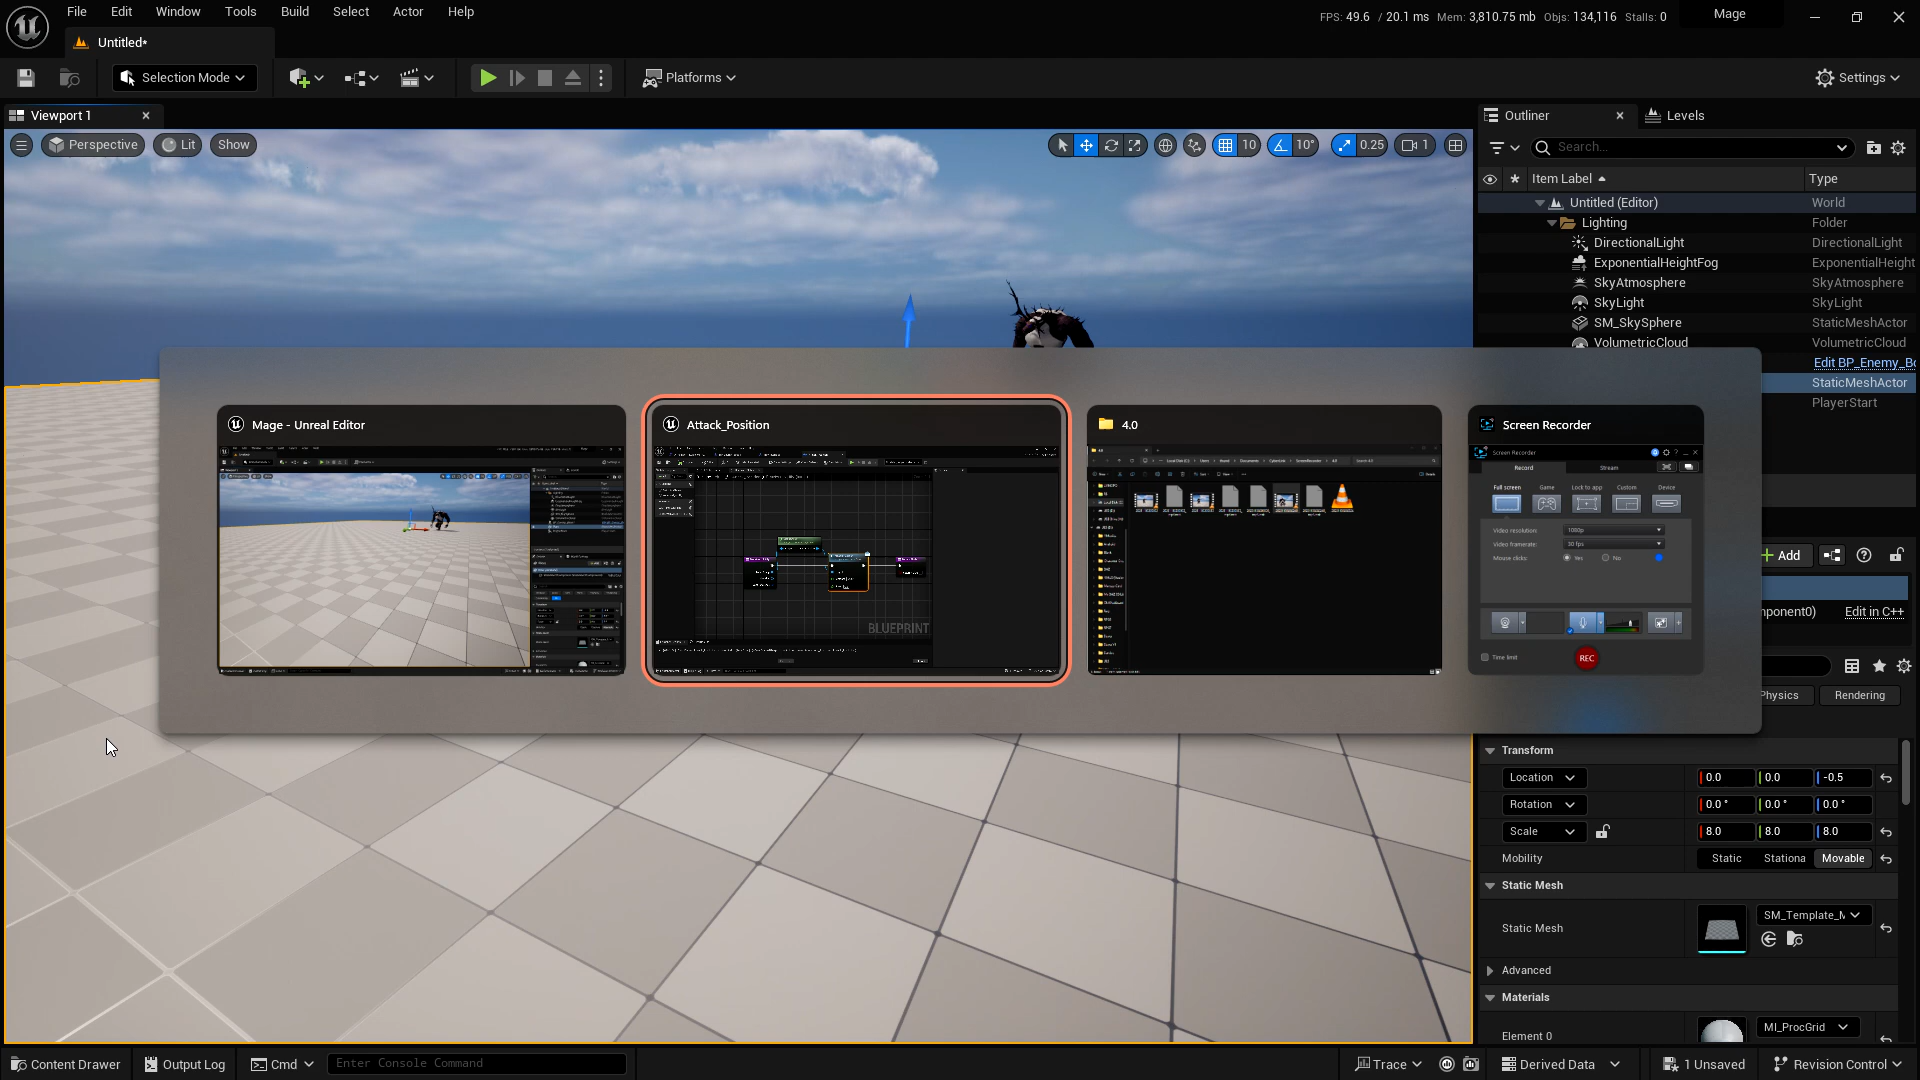 File Edit Window Tools Build Select Actor Help
FPS: 49.6 / 20.1 ms Mem: 3,810.75 mb Objs: 134,116 Stalls: 0
Mage
Untitled*
Selection Mode
Platforms
Settings
Viewport 1
Outliner
Levels
Perspective
Lit
Show
10
10°
0.25
1
Search...
Item Label
Type
Untitled (Editor) World
Lighting Folder
DirectionalLight DirectionalLight
ExponentialHeightFog ExponentialHeight
SkyAtmosphere SkyAtmosphere
SkyLight SkyLight
SM_SkySphere StaticMeshActor
VolumetricCloud VolumetricCloud
Edit BP_Enemy_Bo
StaticMeshActor
PlayerStart
Mage - Unreal Editor
Attack_Position
4.0
Screen Recorder
Screen Recorder
Record Stream
Full screen Game Lock to app Custom Device
Video resolution: 1080p
Video framerate: 30 fps
Mouse clicks: Yes No
Time limit
REC
BLUEPRINT
Add
ponent0)
Edit in C++
Physics
Rendering
Transform
Location 0.0 0.0 -0.5
Rotation 0.0° 0.0° 0.0°
Scale 8.0 8.0 8.0
Mobility Static Stationa Movable
Static Mesh
Static Mesh
SM_Template_M
Advanced
Materials
Element 0
MI_ProcGrid
Content Drawer
Output Log
Cmd
Enter Console Command
Trace
Derived Data
1 Unsaved
Revision Control